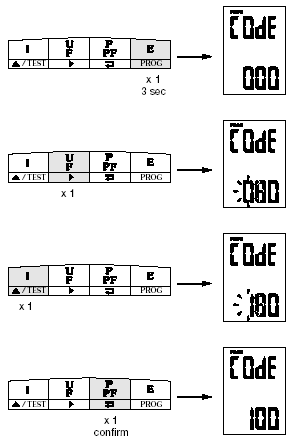 I U F P PF E
▲/TEST ▶ PROG
x 1
3 sec
CODE
000
I U F P PF E
▲/TEST ▶ PROG
x 1
CODE
000
I U F P PF E
▲/TEST ▶ PROG
x 1
CODE
100
I U F P PF E
▲/TEST ▶ PROG
x 1
confirm
CODE
100